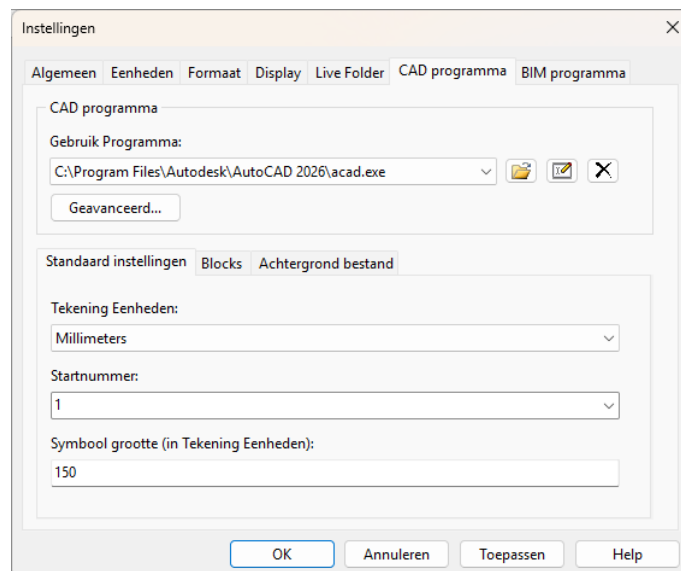 Instellingen
Algemeen Eenheden Formaat Display Live Folder CAD programma BIM programma
CAD programma
Gebruik Programma:
C:\Program Files\Autodesk\AutoCAD 2026\acad.exe
Geavanceerd...
Standaard instellingen Blocks Achtergrond bestand
Tekening Eenheden:
Millimeters
Startnummer:
1
Symbool grootte (in Tekening Eenheden):
150
OK Annuleren Toepassen Help